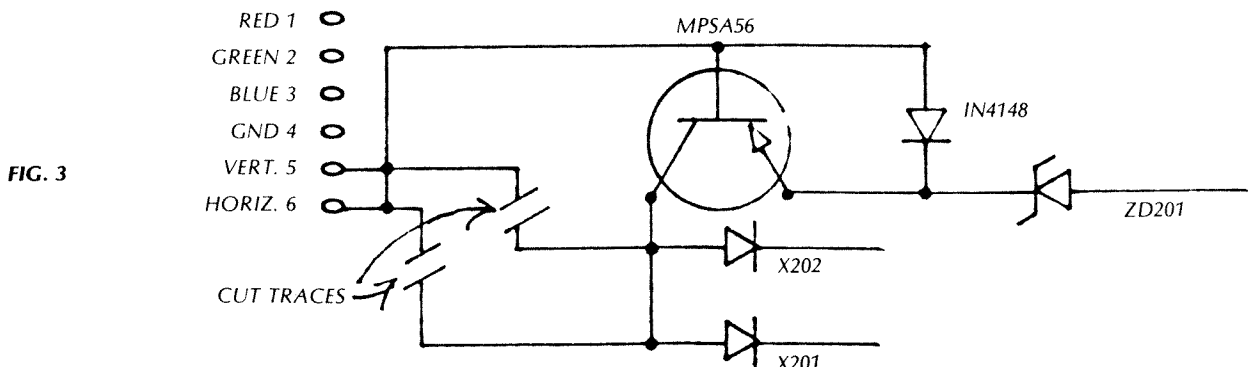 RED 1
MPSA56
GREEN 2
BLUE 3
IN4148
GND 4
FIG. 3
VERT. 5
HORIZ. 6
ZD201
X202
CUT TRACES
X201